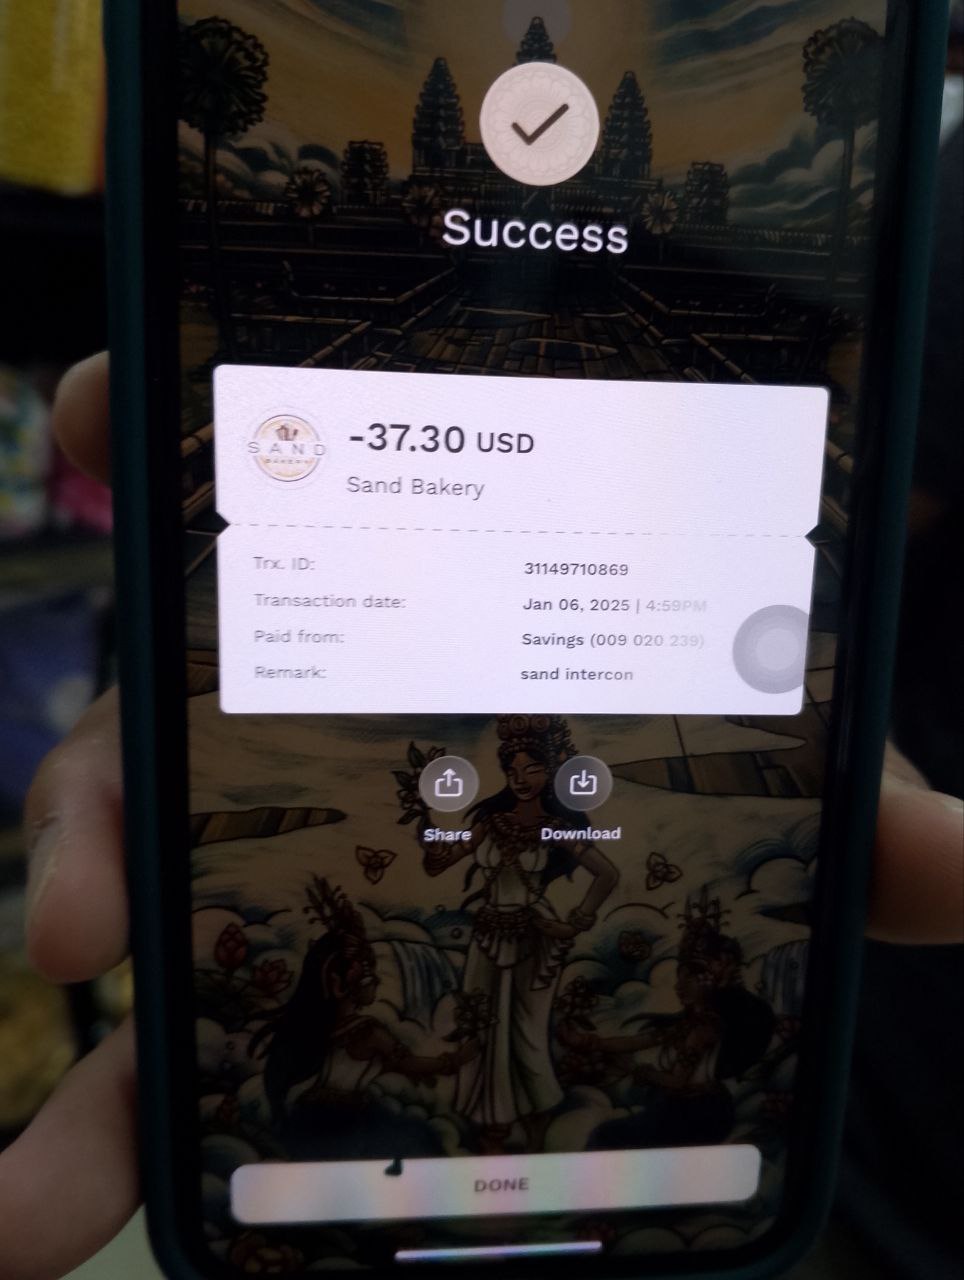 Success
SAND
BAKERY
-37.30 USD
Sand Bakery
Trx. ID: 31149710869
Transaction date: Jan 06, 2025 | 4:59PM
Paid from: Savings (009 020 239)
Remark: sand intercon
Share Download
DONE